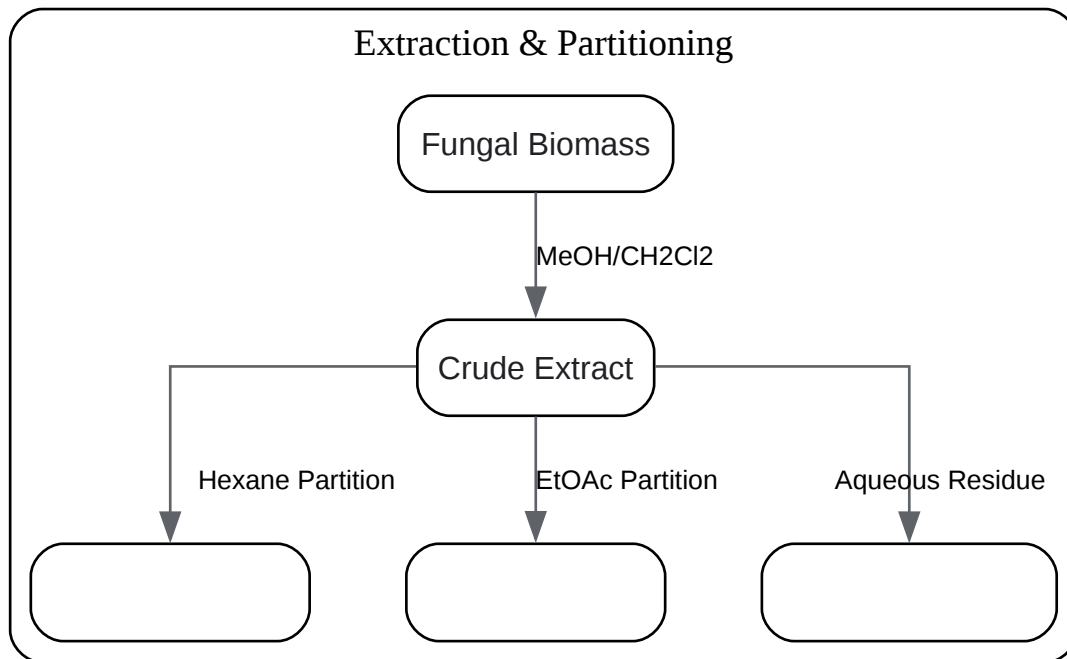 Extraction & Partitioning
Fungal Biomass
MeOH/CH2Cl2
Crude Extract
Hexane Partition
EtOAc Partition
Aqueous Residue